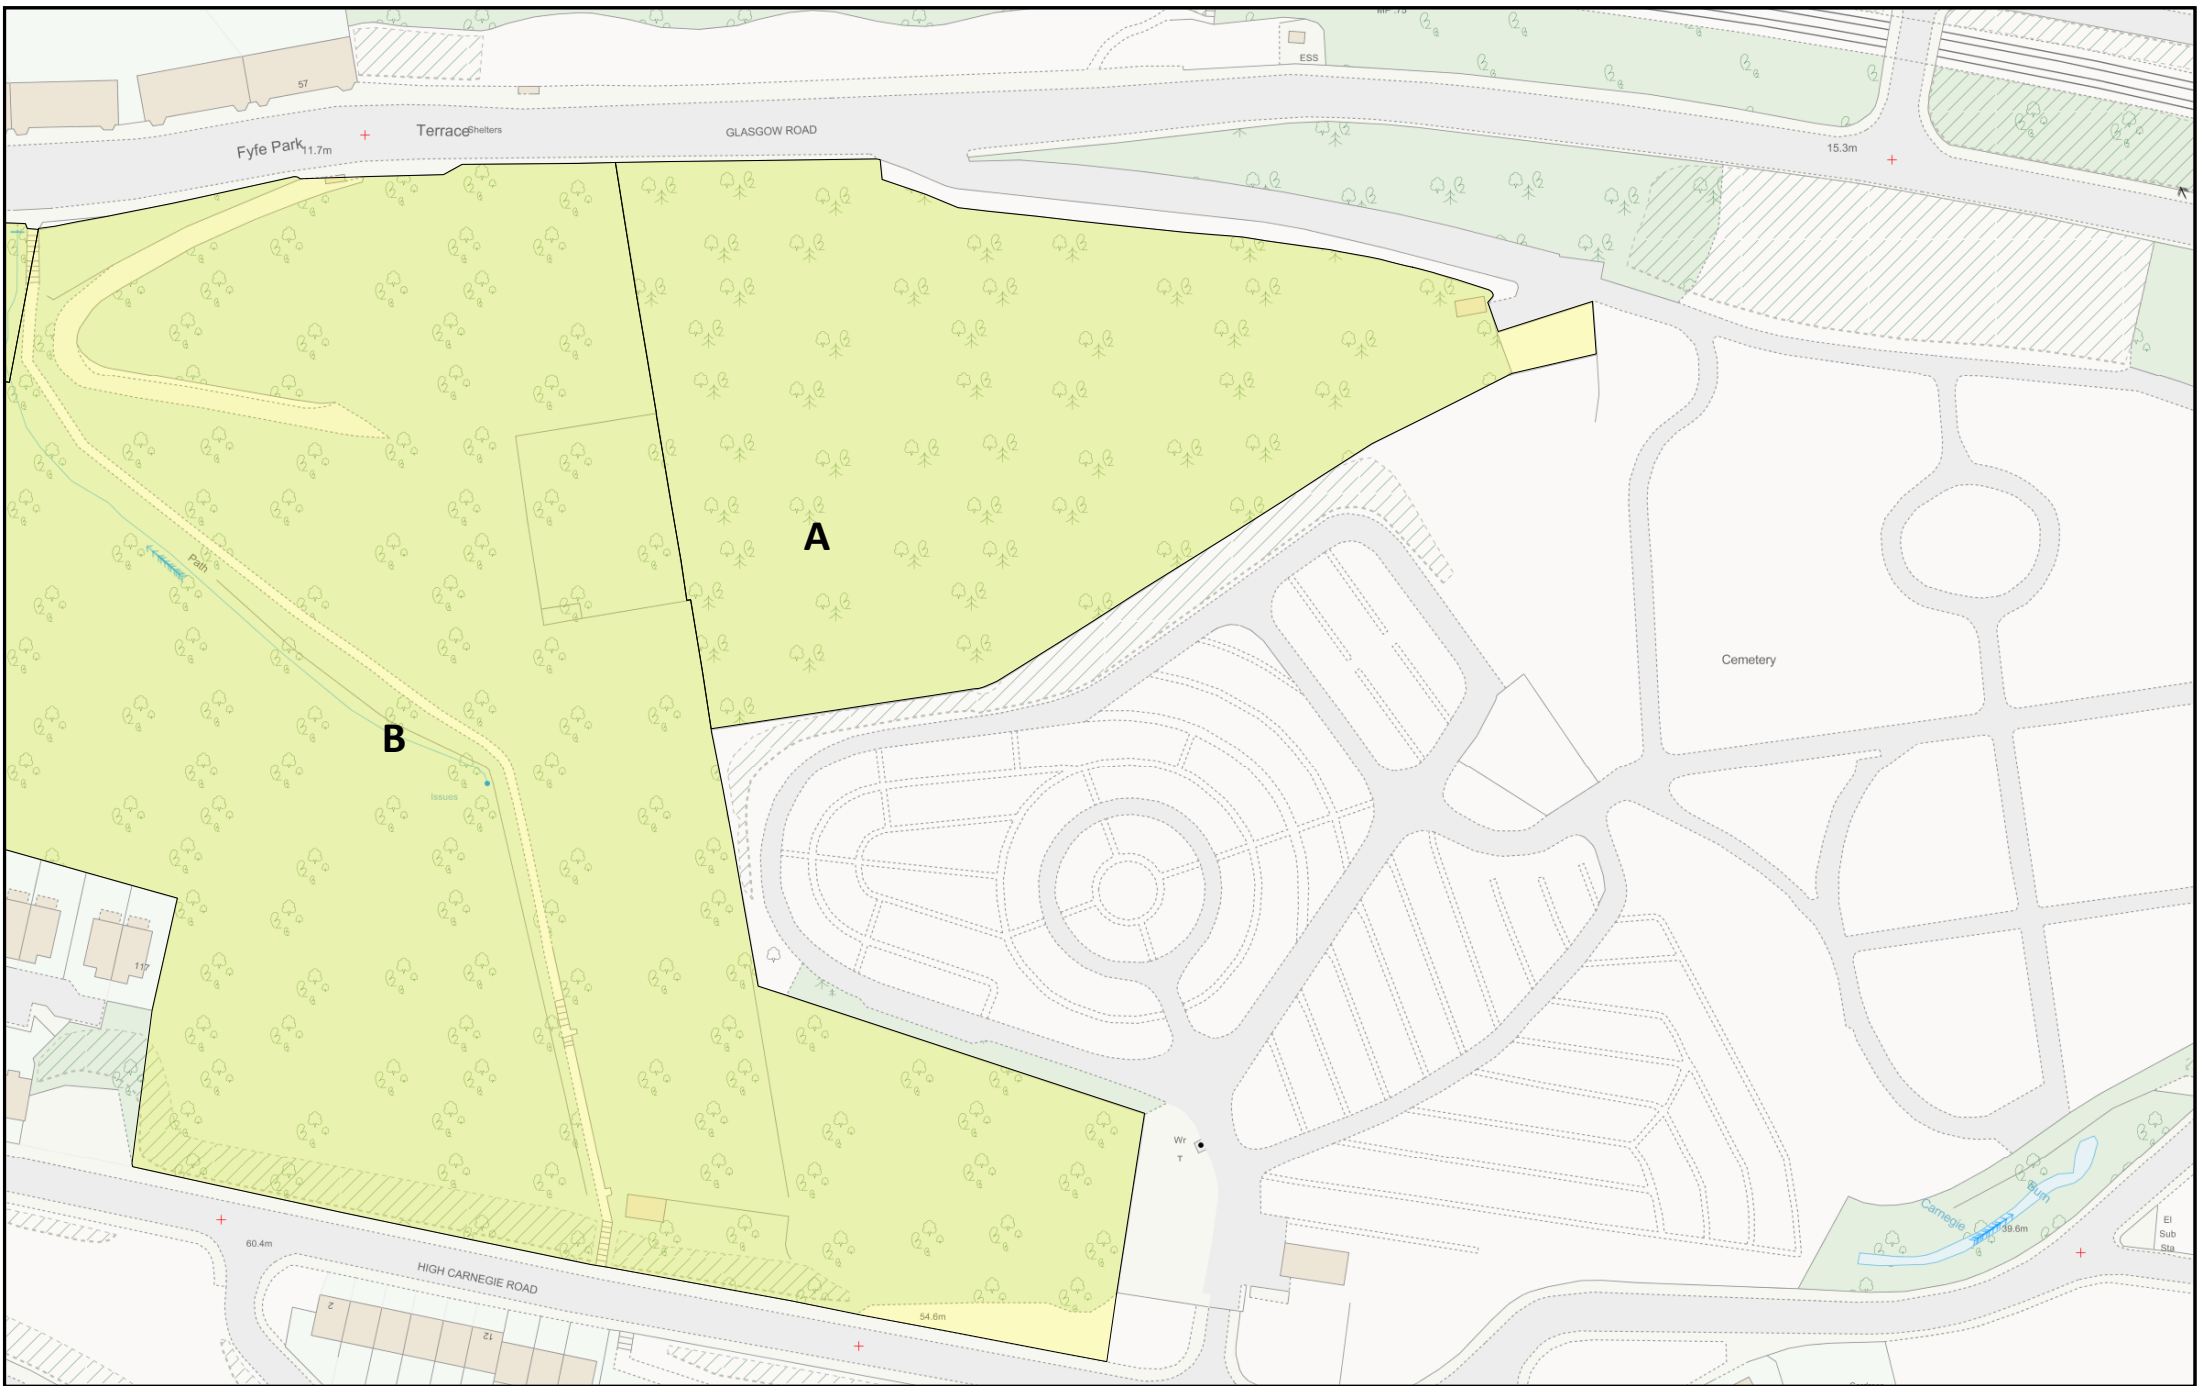 ESS
57
Fyfe Park
11.7m
Terrace
Shelters
GLASGOW ROAD
15.3m
A
Path
B
Issues
Cemetery
117
Wr
T
60.4m
HIGH CARNEGIE ROAD
2
12
54.6m
Carnegie
Burn
39.6m
El
Sub
Sta